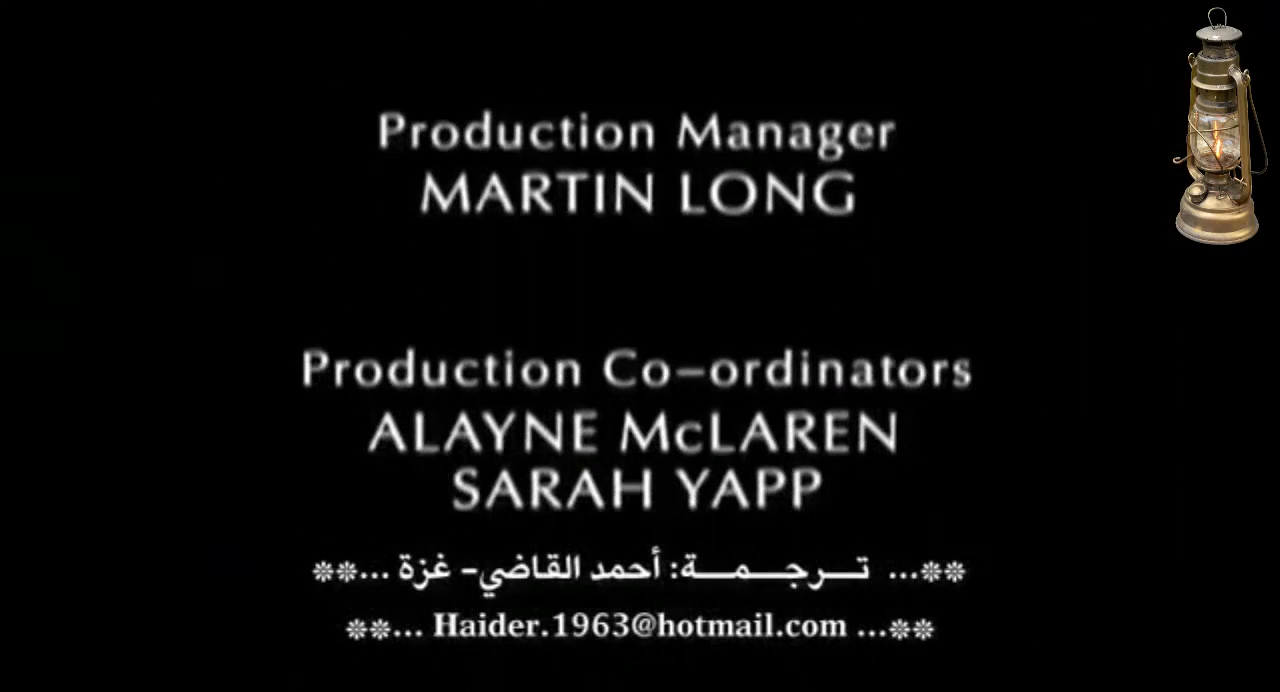 Production Manager
MARTIN LONG
Production Co-ordinators
ALAYNE McLAREN
SARAH YAPP
❊❊... تـــرجـــمـــة: أحمد القاضي- غزة ...❊❊
❊❊... Haider.1963@hotmail.com ...❊❊